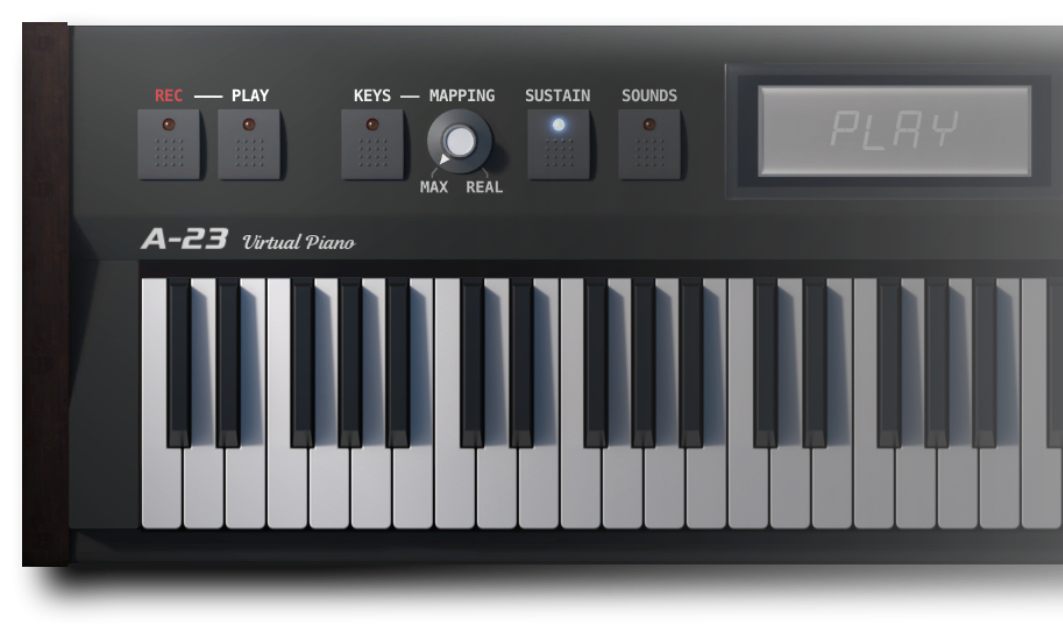 REC — PLAY KEYS — MAPPING SUSTAIN SOUNDS
PLAY
MAX REAL
A-23 Virtual Piano